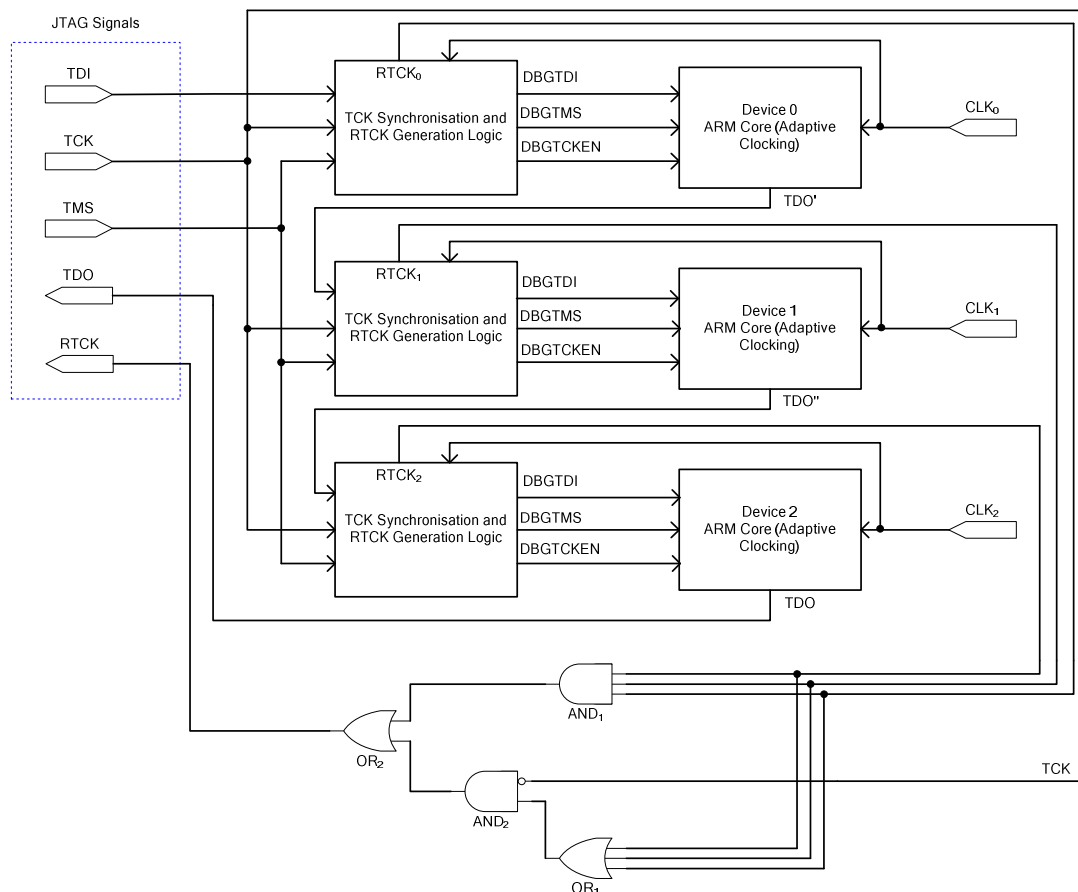 JTAG Signals
TDI
TCK
TMS
TDO
RTCK
RTCK₀
TCK Synchronisation and
RTCK Generation Logic
DBGTDI
DBGTMS
DBGTCKEN
Device 0
ARM Core (Adaptive
Clocking)
CLK₀
TDO'
RTCK₁
TCK Synchronisation and
RTCK Generation Logic
DBGTDI
DBGTMS
DBGTCKEN
Device 1
ARM Core (Adaptive
Clocking)
CLK₁
TDO"
RTCK₂
TCK Synchronisation and
RTCK Generation Logic
DBGTDI
DBGTMS
DBGTCKEN
Device 2
ARM Core (Adaptive
Clocking)
CLK₂
TDO
AND₁
OR₂
TCK
AND₂
OR₁